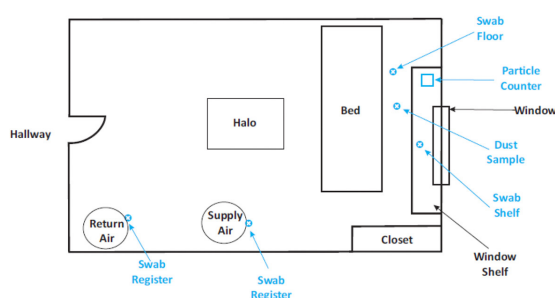 Swab
Floor
Particle
Counter
Window
Bed
Halo
Hallway
Dust
Sample
Swab
Shelf
Supply
Air
Return
Air
Closet
Window
Shelf
Swab
Register
Swab
Register